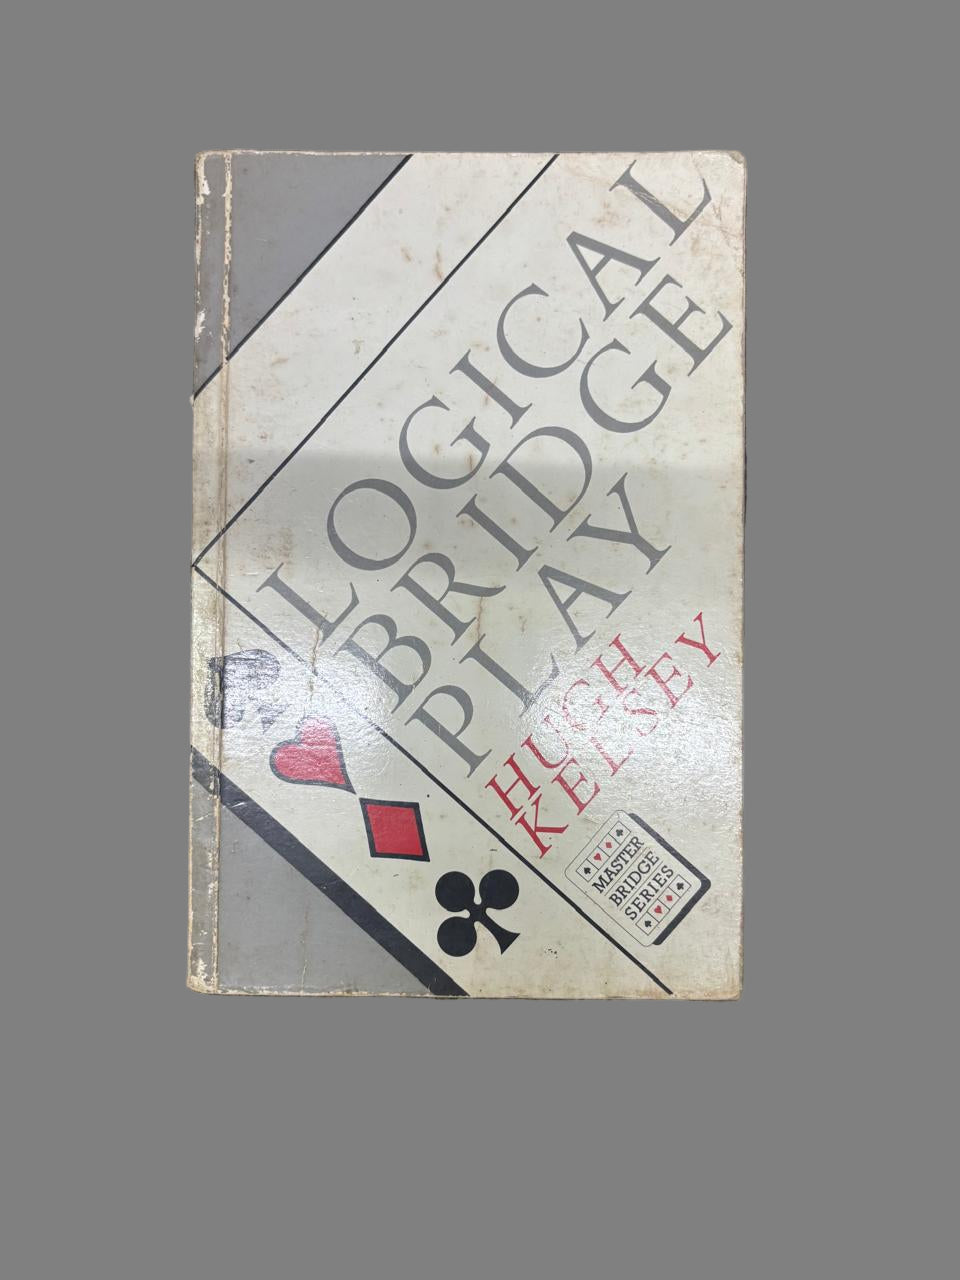 LOGICAL
BRIDGE
PLAY
HUGH
KELSEY
MASTER
BRIDGE
SERIES